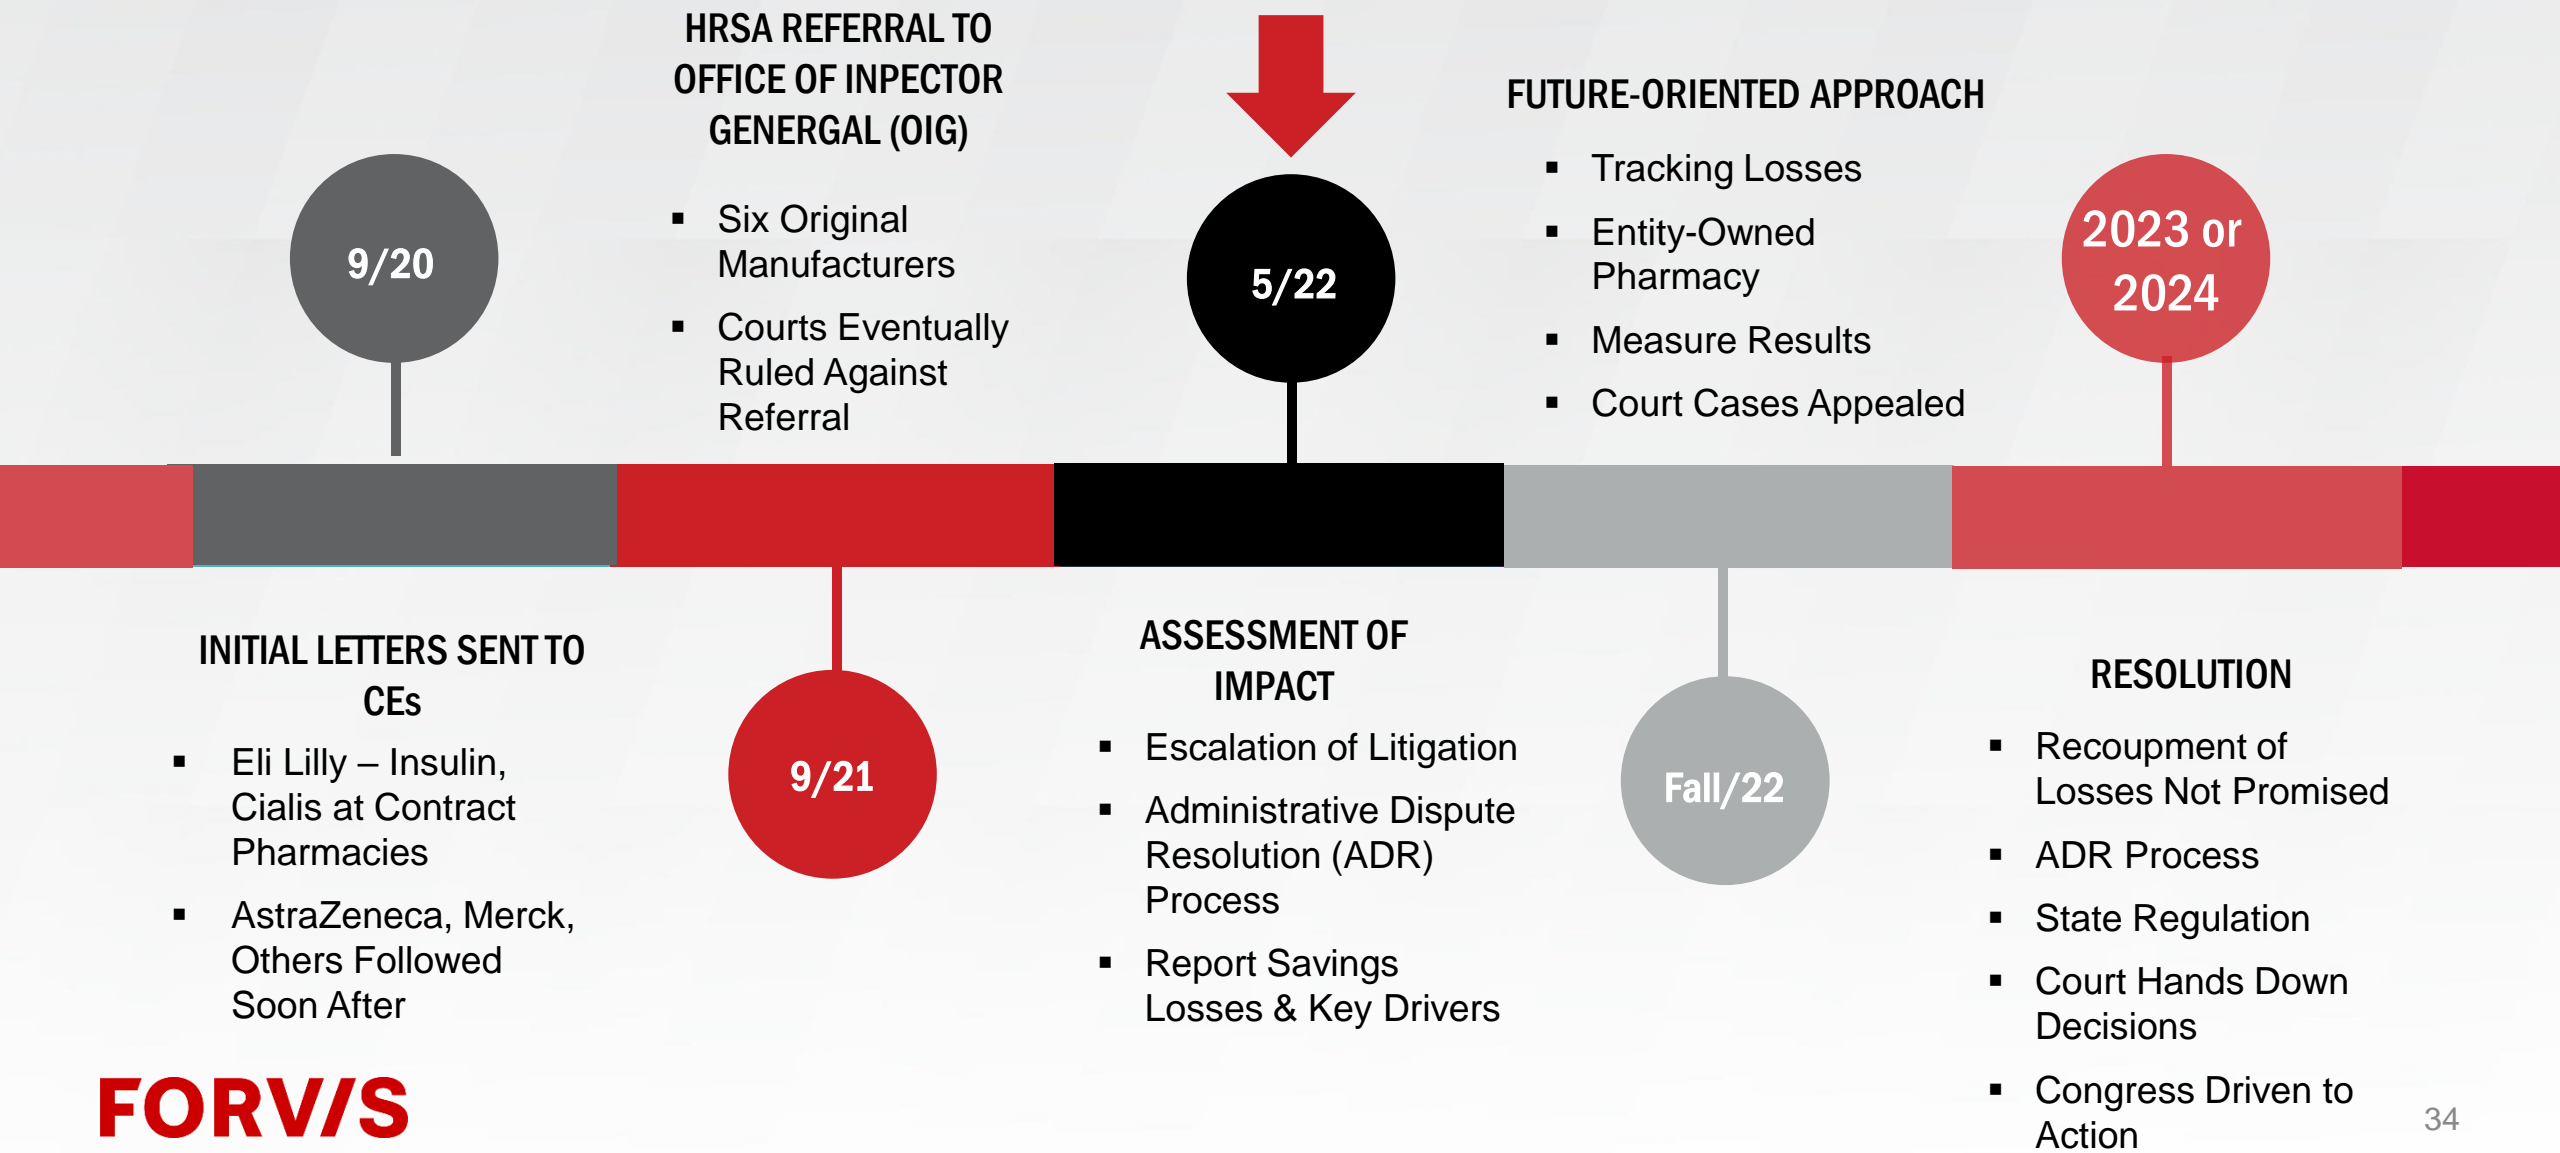 9/20
INITIAL LETTERS SENT TO
CEs
▪ Eli Lilly – Insulin,
Cialis at Contract
Pharmacies
▪ AstraZeneca, Merck,
Others Followed
Soon After
HRSA REFERRAL TO
OFFICE OF INPECTOR
GENERGAL (OIG)
▪ Six Original
Manufacturers
▪ Courts Eventually
Ruled Against
Referral
9/21
5/22
ASSESSMENT OF
IMPACT
▪ Escalation of Litigation
▪ Administrative Dispute
Resolution (ADR)
Process
▪ Report Savings
Losses & Key Drivers
FUTURE-ORIENTED APPROACH
▪ Tracking Losses
▪ Entity-Owned
Pharmacy
▪ Measure Results
▪ Court Cases Appealed
Fall/22
2023 or
2024
RESOLUTION
▪ Recoupment of
Losses Not Promised
▪ ADR Process
▪ State Regulation
▪ Court Hands Down
Decisions
▪ Congress Driven to
Action
FORVIS
34